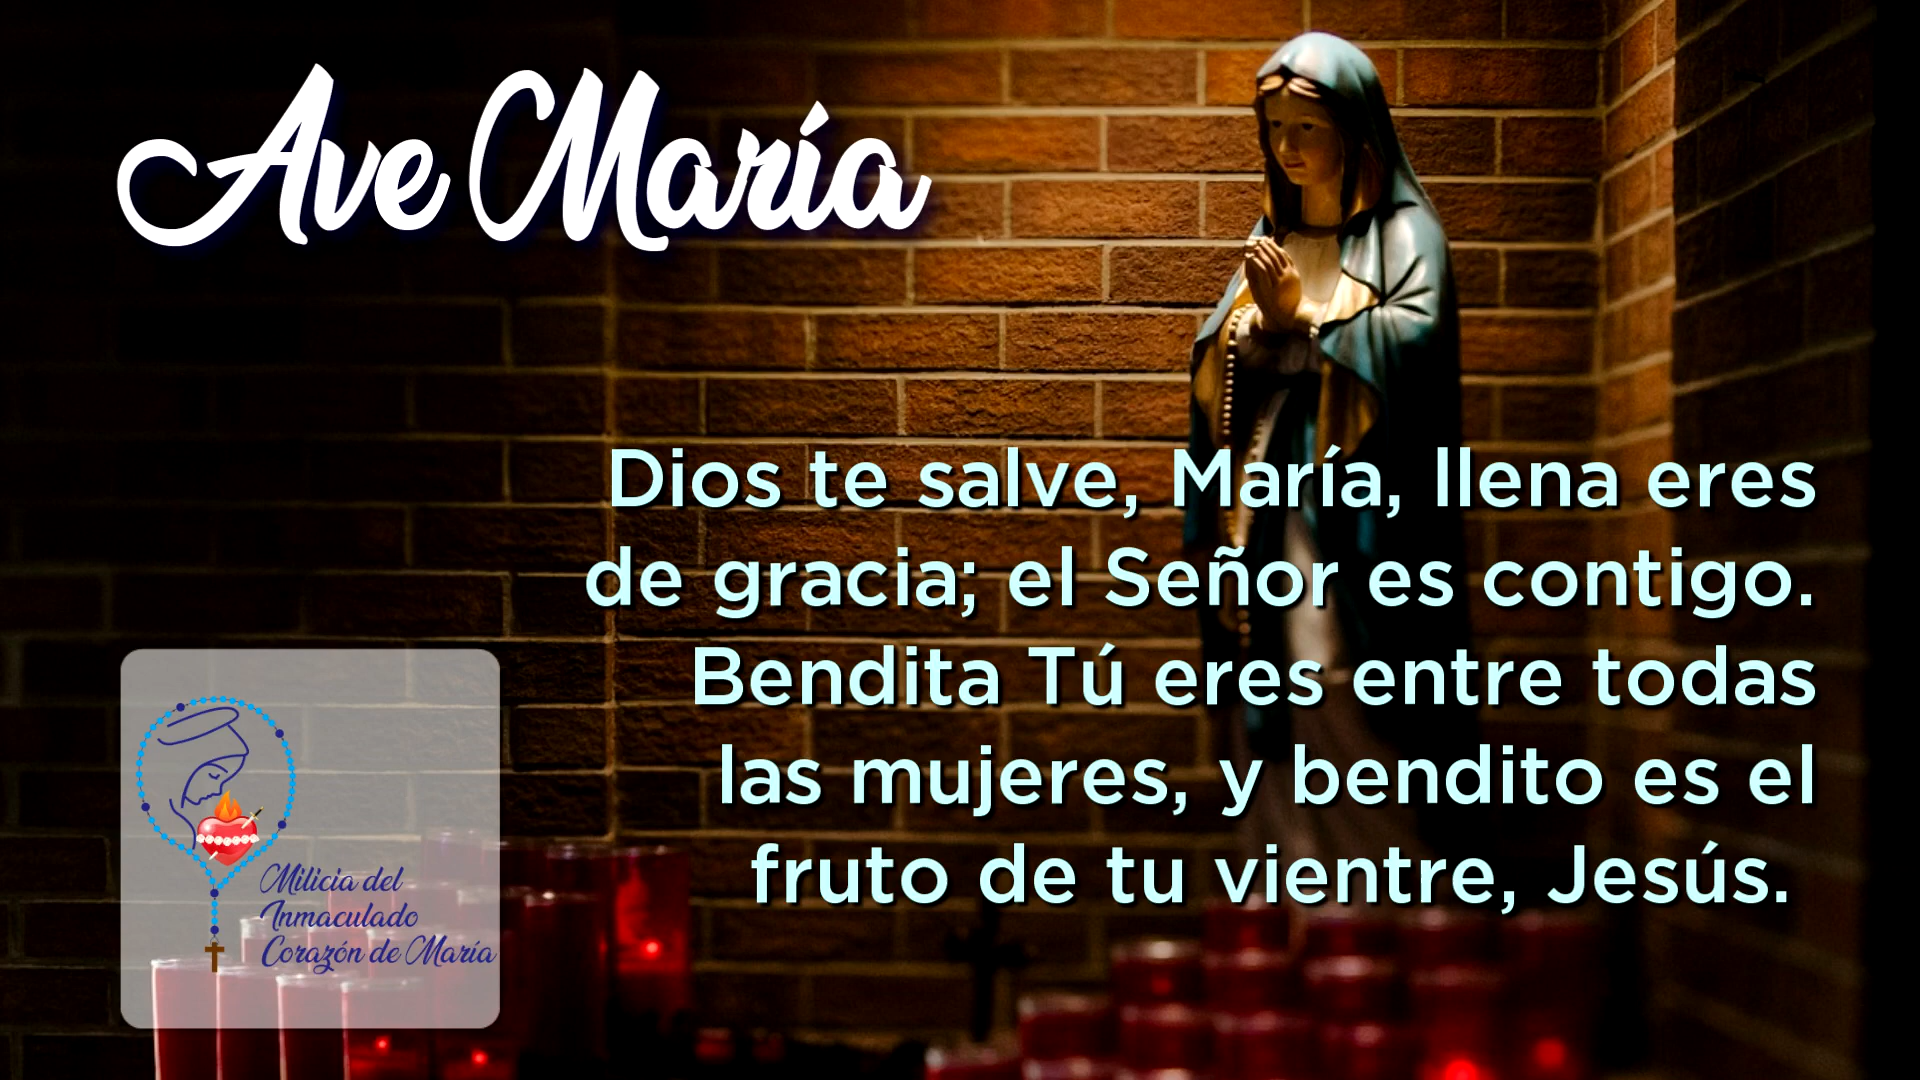 Ave María
Dios te salve, María, llena eres
de gracia; el Señor es contigo.
Bendita Tú eres entre todas
las mujeres, y bendito es el
fruto de tu vientre, Jesús.
Milicia del
Inmaculado
Corazón de María